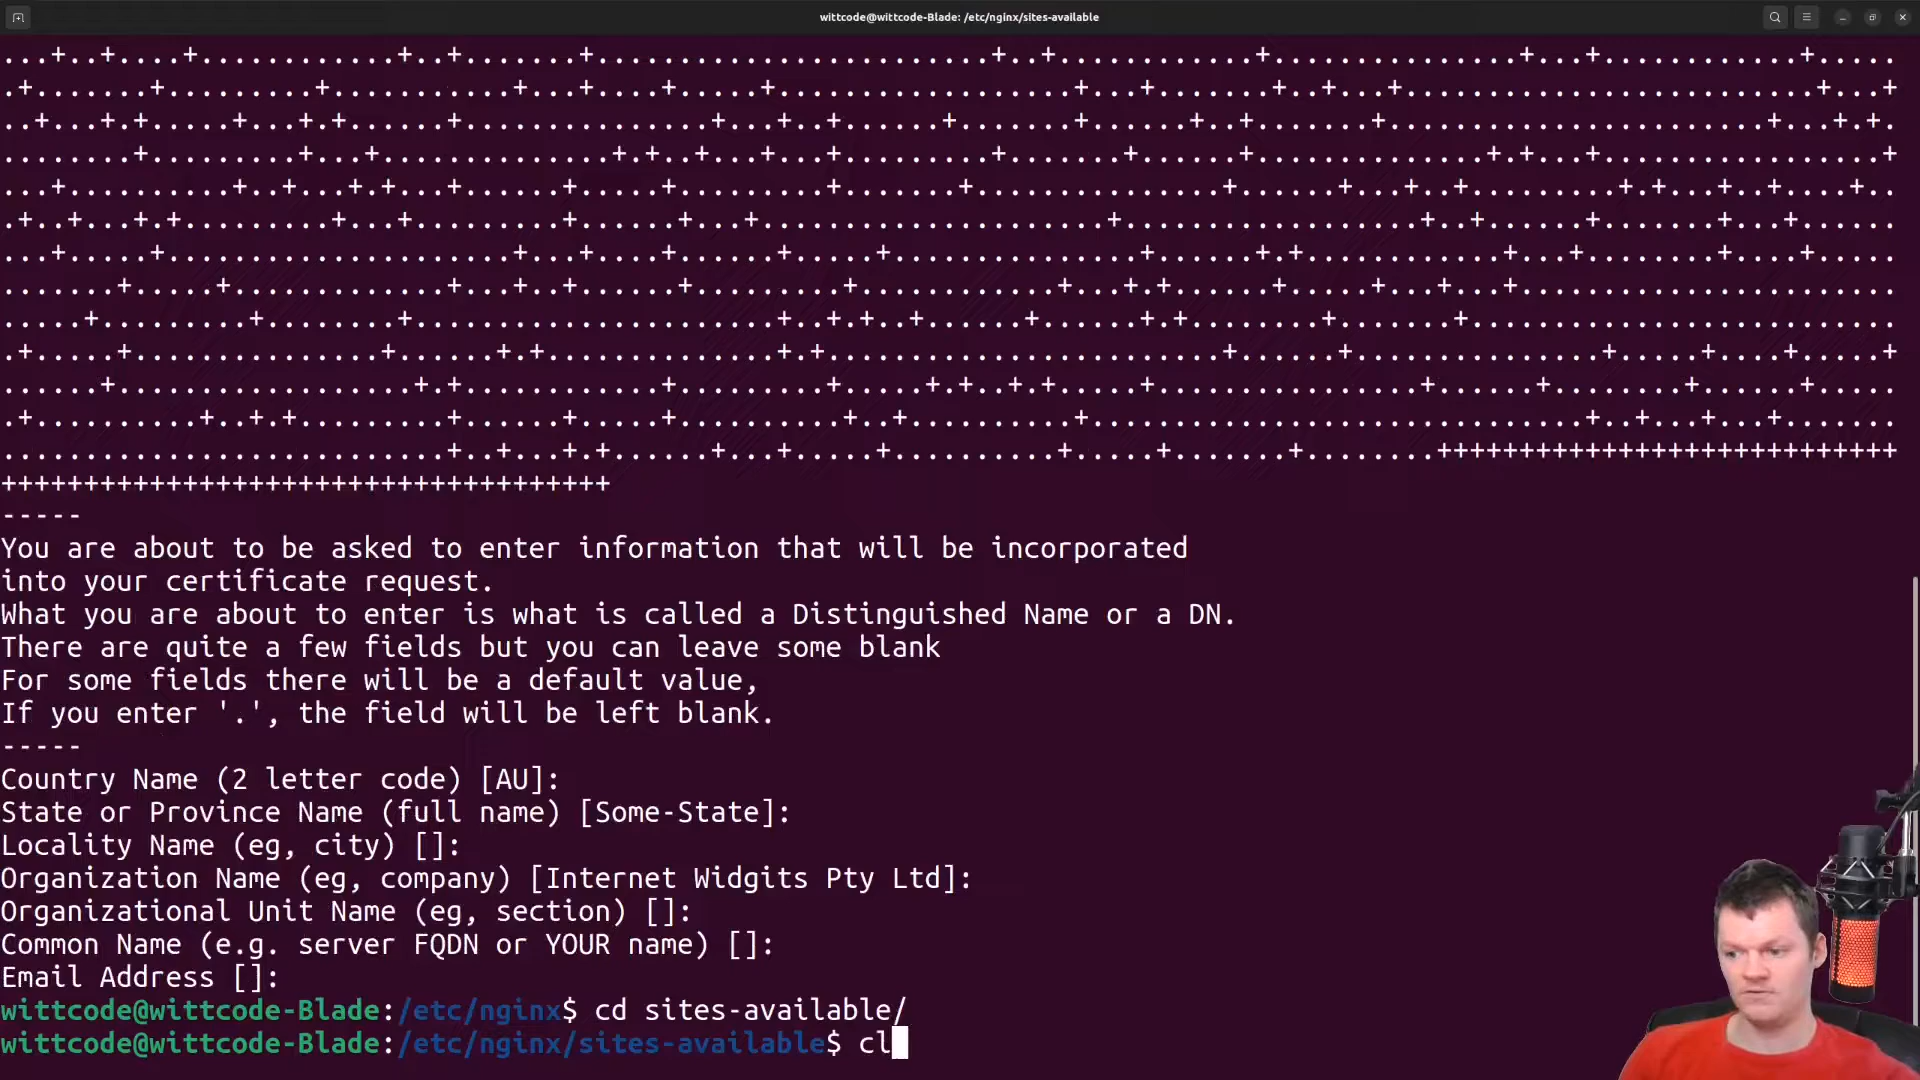 wittcode@wittcode-Blade: /etc/nginx/sites-available
-----
You are about to be asked to enter information that will be incorporated
into your certificate request.
What you are about to enter is what is called a Distinguished Name or a DN.
There are quite a few fields but you can leave some blank
For some fields there will be a default value,
If you enter '.', the field will be left blank.
-----
Country Name (2 letter code) [AU]:
State or Province Name (full name) [Some-State]:
Locality Name (eg, city) []:
Organization Name (eg, company) [Internet Widgits Pty Ltd]:
Organizational Unit Name (eg, section) []:
Common Name (e.g. server FQDN or YOUR name) []:
Email Address []:
wittcode@wittcode-Blade:/etc/nginx$ cd sites-available/
wittcode@wittcode-Blade:/etc/nginx/sites-available$ cl